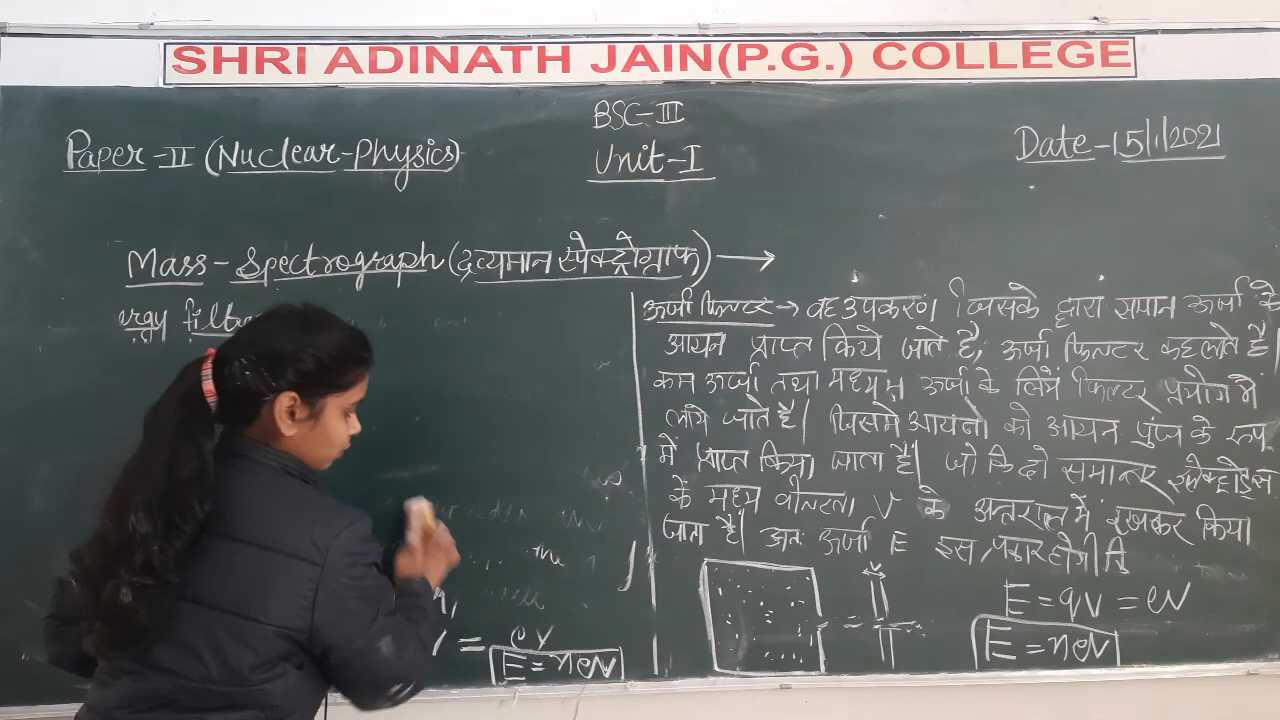 SHRI ADINATH JAIN(P.G.) COLLEGE
BSC-III
Paper-II (Nuclear-Physics)
Unit-I
Date-15/1/2021
Mass-Spectrograph (द्रव्यमान स्पेक्ट्रोग्राफ) →
ergy filt
= eV
E = neV
ऊर्जा फिल्टर → वह उपकरण जिसके द्वारा समान ऊर्जा के
आयन प्राप्त किये जाते है, ऊर्जा फिल्टर कहलाते है।
कम ऊर्जा तथा मध्यम ऊर्जा के लिये फिल्टर प्रयोग मे
लाये जाते है। जिसमे आयनो को आयन पुंज के रूप
में प्राप्त किया जाता है। जो कि दो समान्तर
के मध्य V के अन्तराल में रखकर किया
जाता है। अतः ऊर्जा E इस प्रकार होगी कि
V
E = qV = eV
E = neV